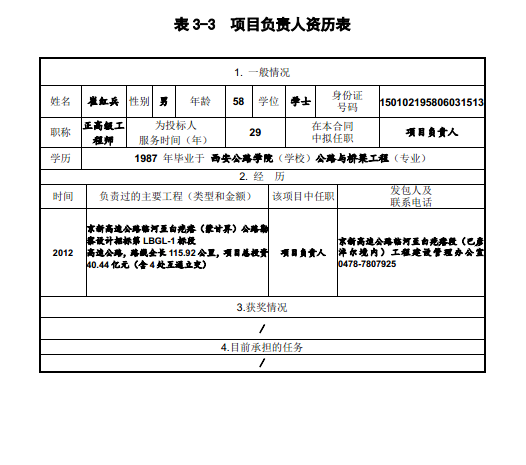 表 3-3 项目负责人资历表
1. 一般情况
姓名 崔红兵 性别 男 年龄 58 学位 学士 身份证
号码 150102195806031513
职称 正高级工
程师 为投标人
服务时间（年） 29 在本合同
中拟任职 项目负责人
学历 1987 年毕业于 西安公路学院（学校）公路与桥梁工程（专业）
2. 经 历
时间 负责过的主要工程（类型和金额） 该项目中任职 发包人及
联系电话
2012 京新高速公路临河至白疙瘩（蒙甘界）公路勘
察设计招标第 LBGL-1 标段
高速公路，路线全长 115.92 公里，项目总投资
40.44 亿元（含 4 处互通立交） 项目负责人 京新高速公路临河至白疙瘩段（巴彦
淖尔境内）工程建设管理办公室
0478-7807925
3.获奖情况
/
4.目前承担的任务
/